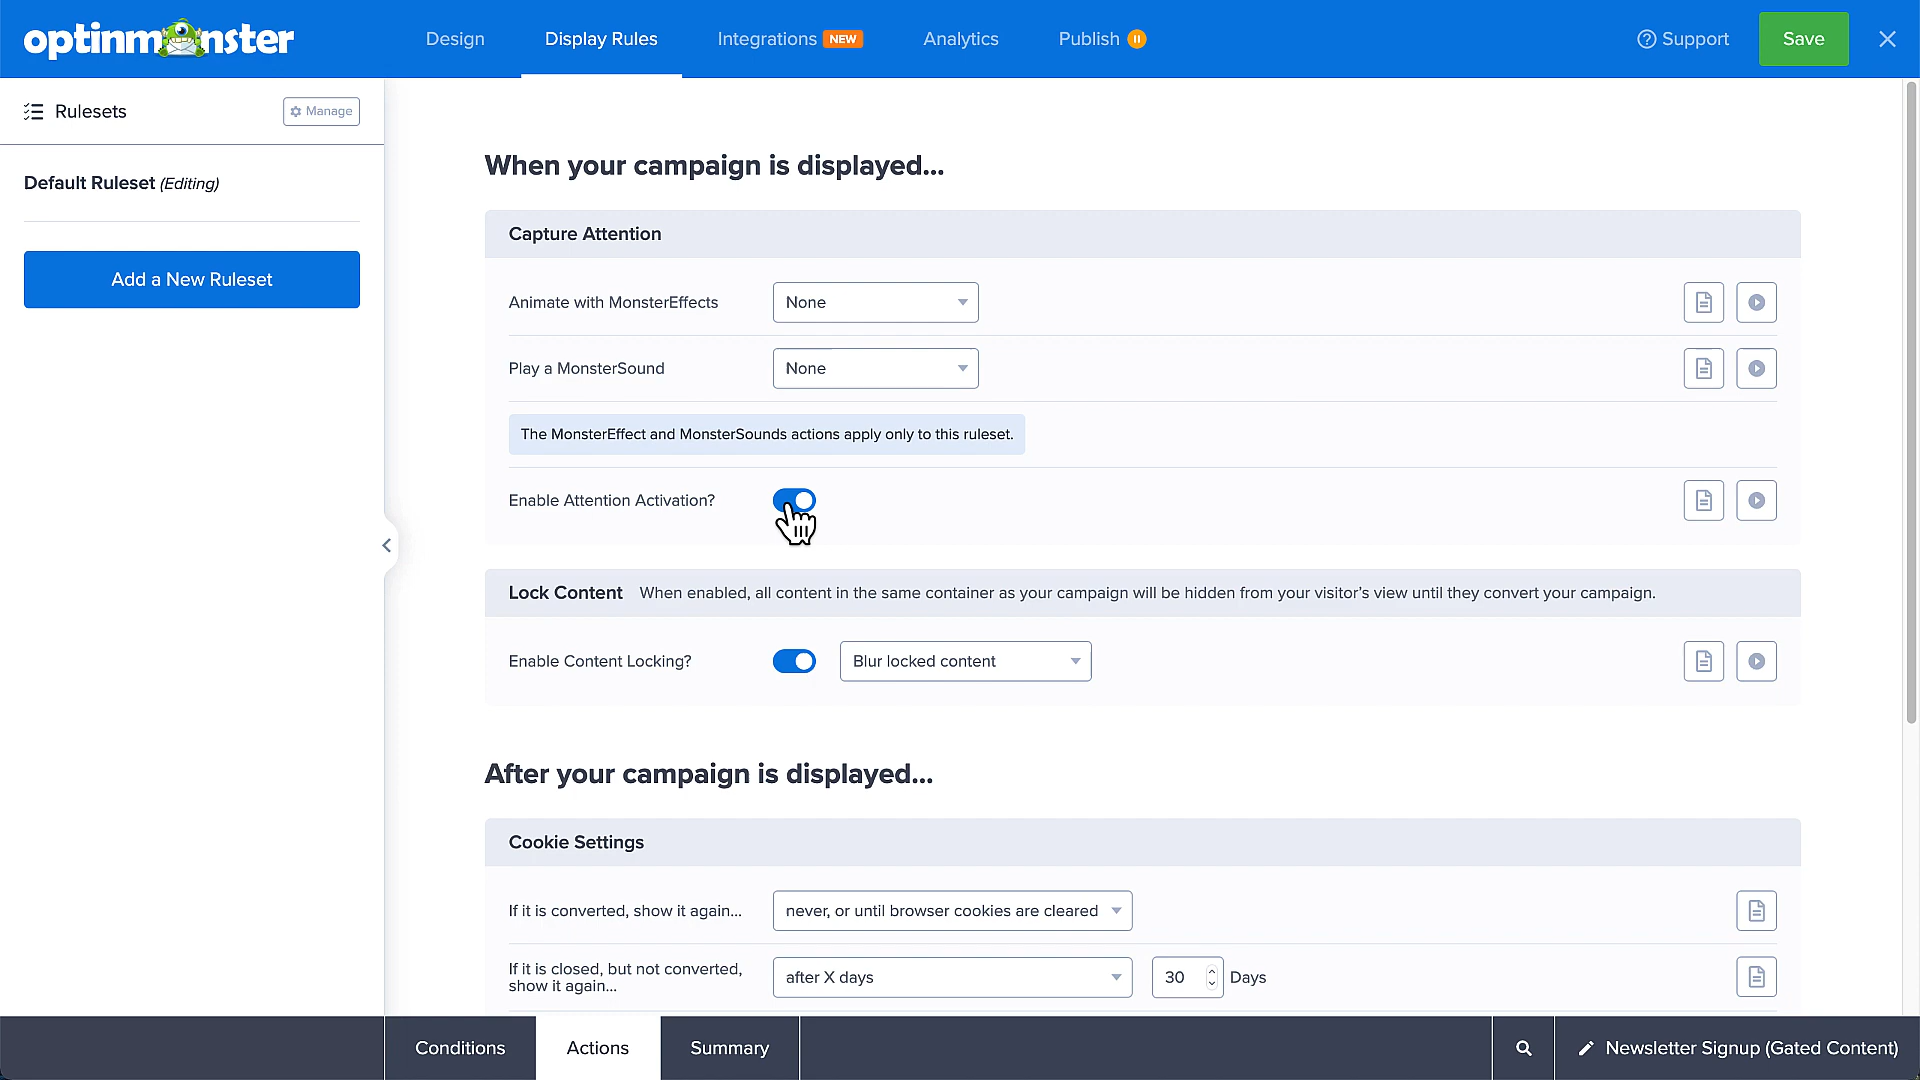 optinmonster
Design
Display Rules
Integrations NEW
Analytics
Publish
Support
Save
Rulesets
Manage
Default Ruleset (Editing)
Add a New Ruleset
When your campaign is displayed...
Capture Attention
Animate with MonsterEffects
None
Play a MonsterSound
None
The MonsterEffect and MonsterSounds actions apply only to this ruleset.
Enable Attention Activation?
Lock Content When enabled, all content in the same container as your campaign will be hidden from your visitor's view until they convert your campaign.
Enable Content Locking?
Blur locked content
After your campaign is displayed...
Cookie Settings
If it is converted, show it again...
never, or until browser cookies are cleared
If it is closed, but not converted,
show it again...
after X days
30
Days
Conditions
Actions
Summary
Newsletter Signup (Gated Content)